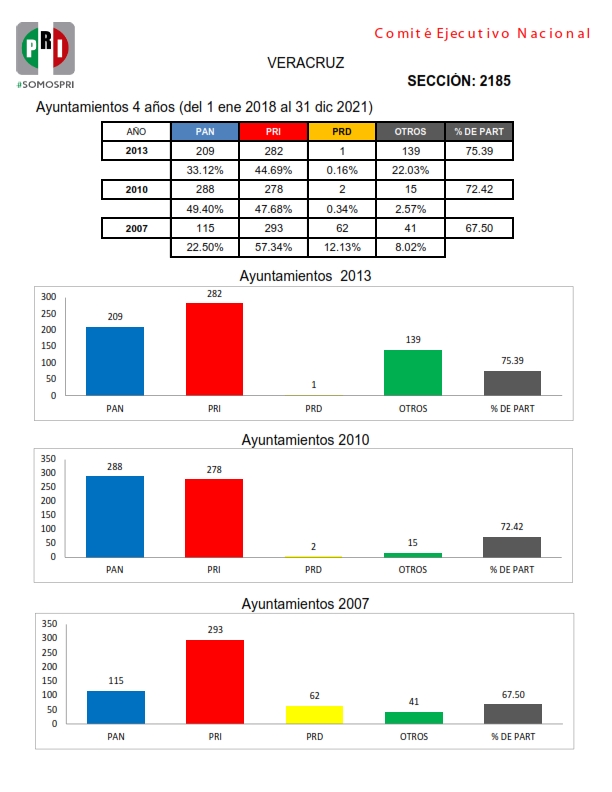 PRI
#SOMOSPRI
Comité Ejecutivo Nacional
VERACRUZ
SECCIÓN: 2185
Ayuntamientos 4 años (del 1 ene 2018 al 31 dic 2021)
AÑO PAN PRI PRD OTROS % DE PART
2013 209 282 1 139 75.39
33.12% 44.69% 0.16% 22.03%
2010 288 278 2 15 72.42
49.40% 47.68% 0.34% 2.57%
2007 115 293 62 41 67.50
22.50% 57.34% 12.13% 8.02%
Ayuntamientos 2013
300
250
200
150
100
50
0
209
282
1
139
75.39
PAN PRI PRD OTROS % DE PART
Ayuntamientos 2010
350
300
250
200
150
100
50
0
288
278
2
15
72.42
PAN PRI PRD OTROS % DE PART
Ayuntamientos 2007
350
300
250
200
150
100
50
0
115
293
62
41
67.50
PAN PRI PRD OTROS % DE PART